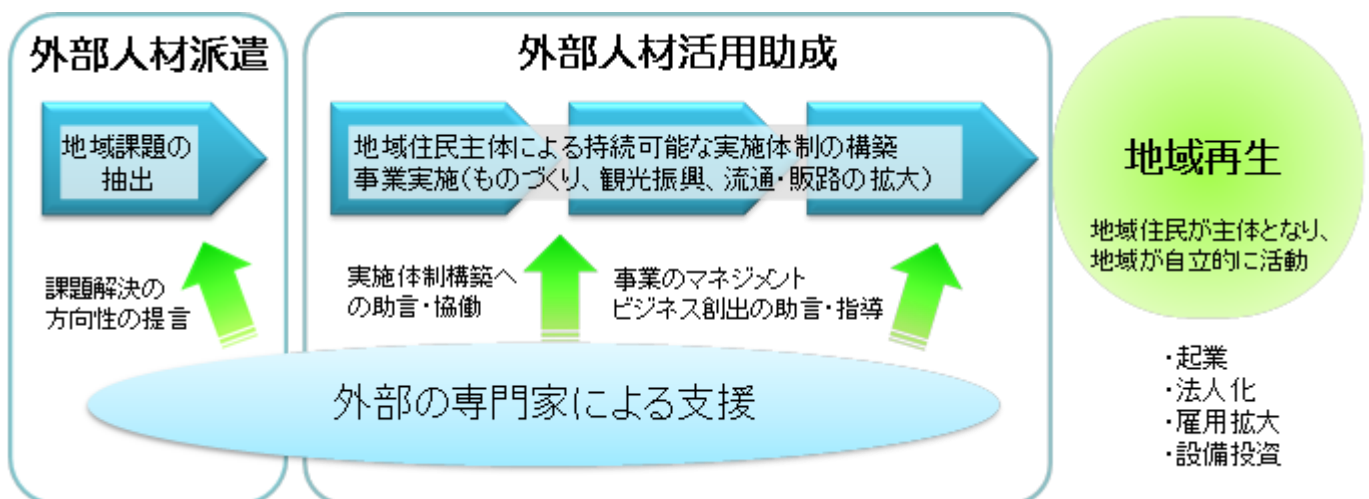 外部人材派遣
地域課題の
抽出
課題解決の
方向性の提言
外部人材活用助成
地域住民主体による持続可能な実施体制の構築
事業実施(ものづくり、観光振興、流通・販路の拡大)
実施体制構築へ
の助言・協働
事業のマネジメント
ビジネス創出の助言・指導
外部の専門家による支援
地域再生
地域住民が主体となり、
地域が自立的に活動
・起業
・法人化
・雇用拡大
・設備投資